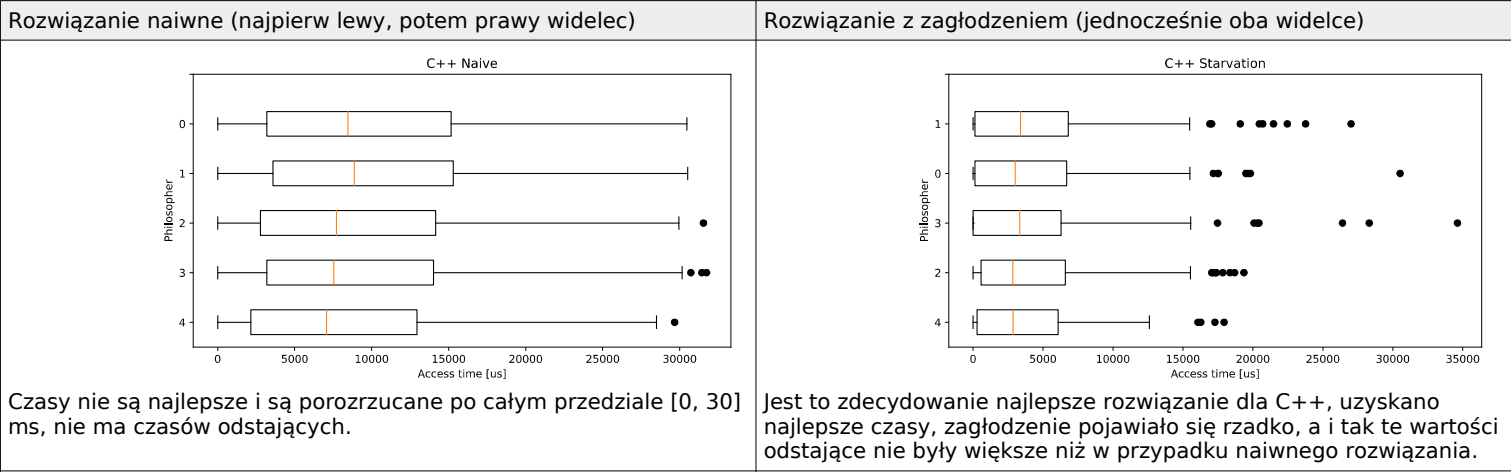 Rozwiązanie naiwne (najpierw lewy, potem prawy widelec)
C++ Naive
Philosopher
0
1
2
3
4
0 5000 10000 15000 20000 25000 30000
Access time [us]
Czasy nie są najlepsze i są porozrzucane po całym przedziale [0, 30]
ms, nie ma czasów odstających.
Rozwiązanie z zagłodzeniem (jednocześnie oba widelce)
C++ Starvation
Philosopher
1
0
3
2
4
0 5000 10000 15000 20000 25000 30000 35000
Access time [us]
Jest to zdecydowanie najlepsze rozwiązanie dla C++, uzyskano
najlepsze czasy, zagłodzenie pojawiało się rzadko, a i tak te wartości
odstające nie były większe niż w przypadku naiwnego rozwiązania.